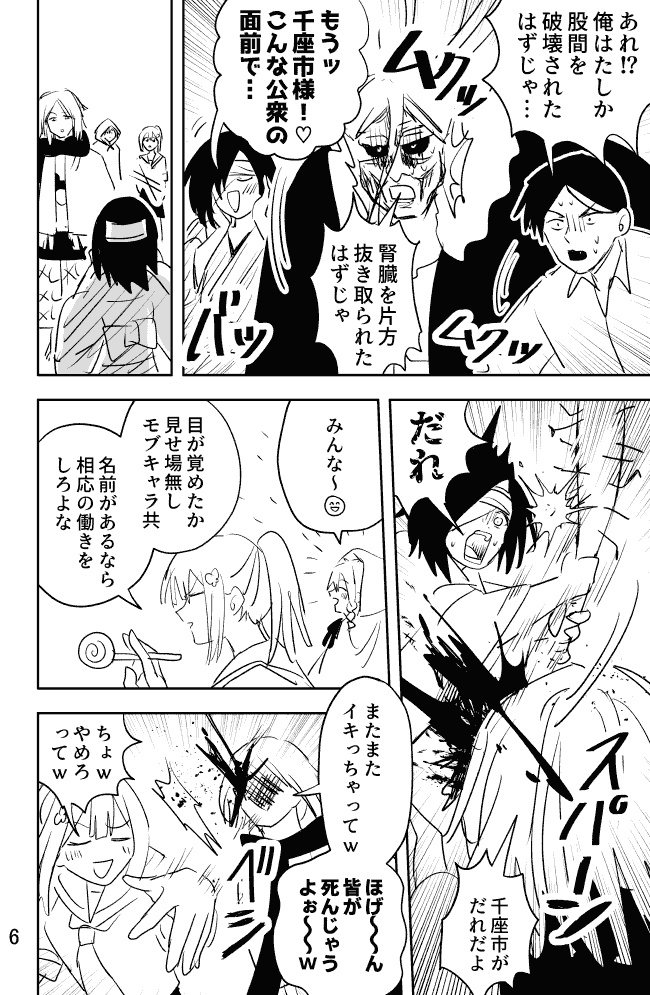 あれ!?
俺はたしか
股間を
破壊された
はずじゃ…
ムクッ
もうッ
千座市様!♡
こんな公衆の
面前で…
腎臓を片方
抜き取られた
はずじゃ
ムクッ
バッ
だれ
みんな〜😊
目が覚めたか
見せ場無し
モブキャラ共
名前があるなら
相応の働きを
しろよな
スパーン
千座市が
だれだよ
またまた
イキっちゃってw
ほげ〜〜ん
皆が
死んじゃう
よぉ〜〜w
ズッ
ちょw
やめろ
ってw
6